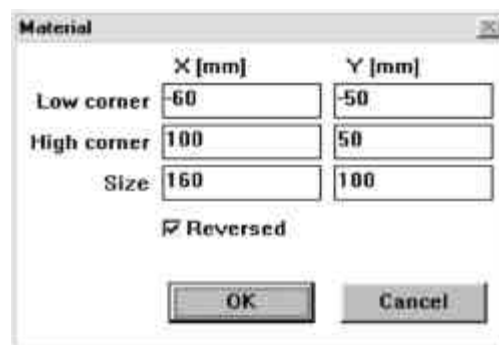 Material
X [mm] Y [mm]
Low corner -60 -50
High corner 100 50
Size 160 100
Reversed
OK Cancel